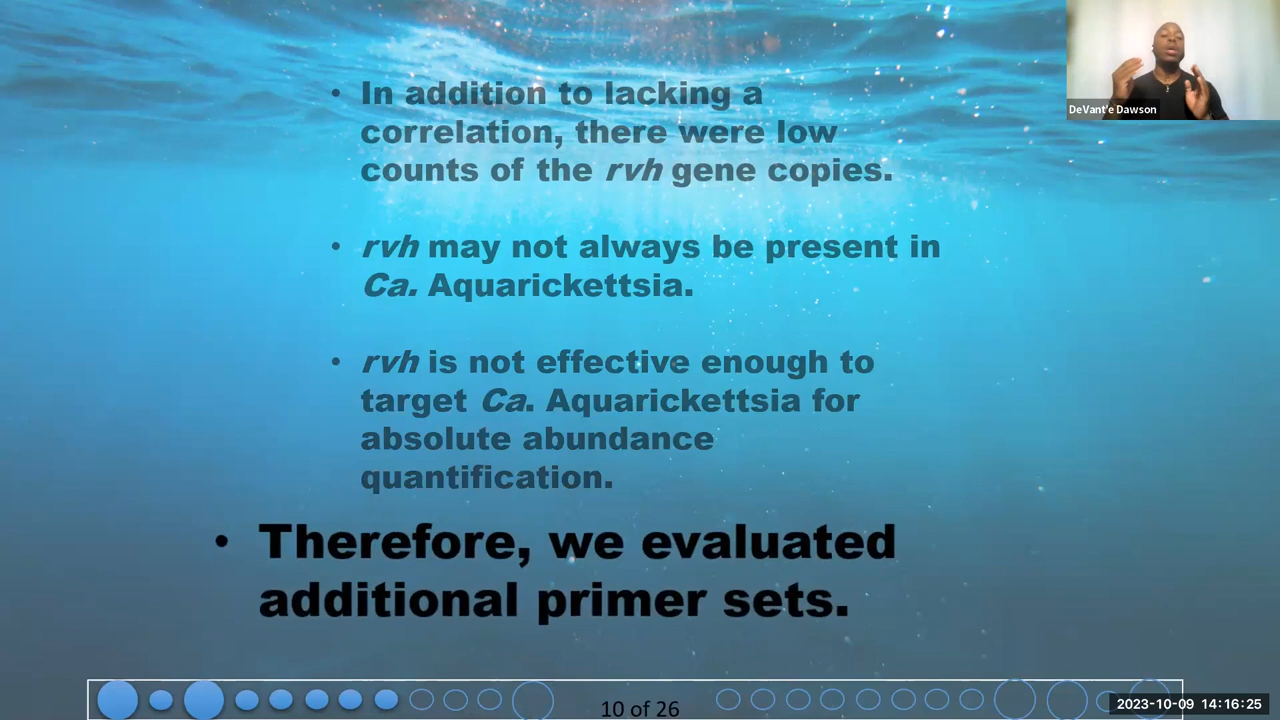 • In addition to lacking a
correlation, there were low
counts of the rvh gene copies.
• rvh may not always be present in
Ca. Aquarickettsia.
• rvh is not effective enough to
target Ca. Aquarickettsia for
absolute abundance
quantification.
• Therefore, we evaluated
additional primer sets.
DeVant'e Dawson
10 of 26
2023-10-09 14:16:25